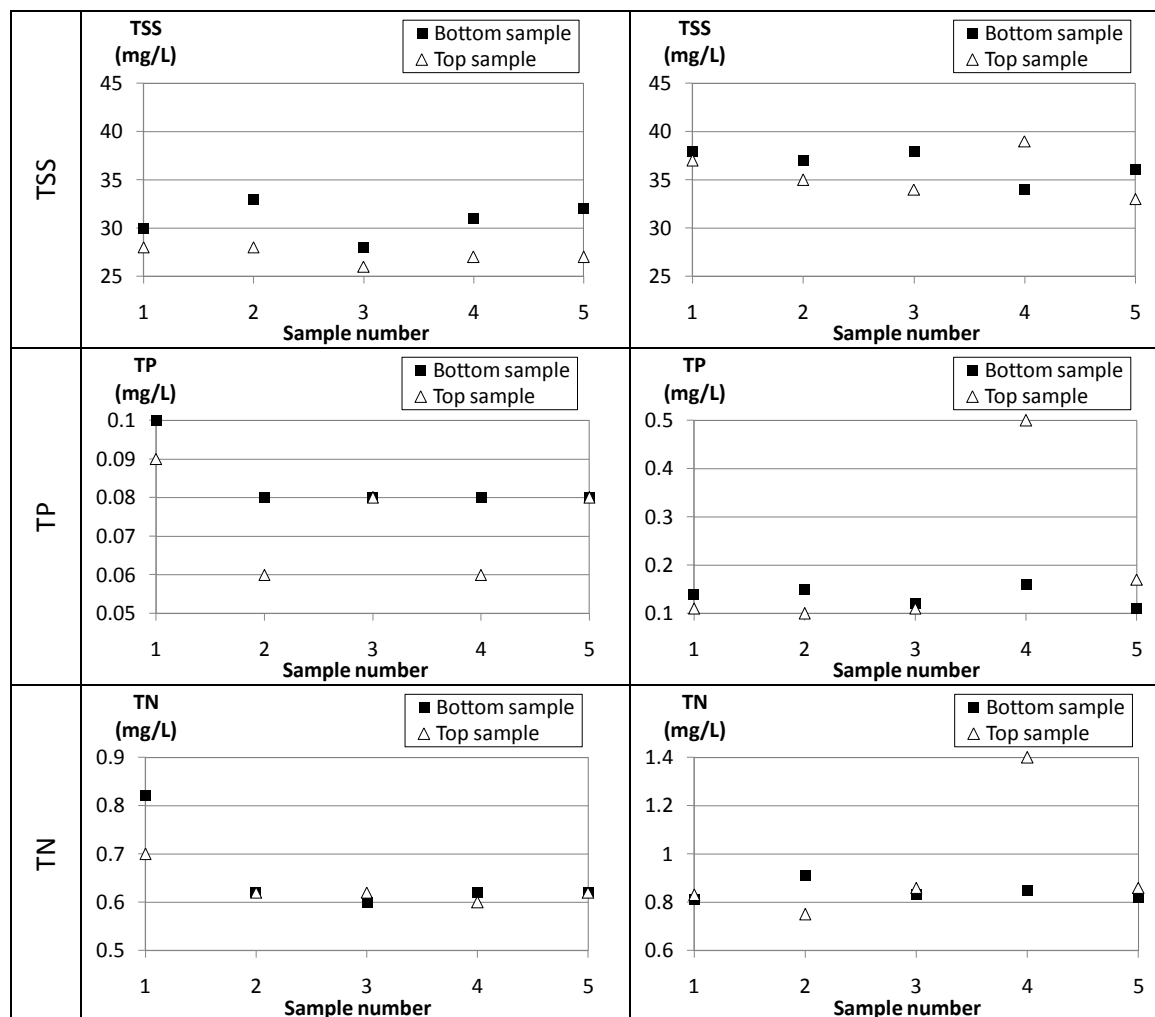 TSS
TSS
(mg/L)
Bottom sample
Top sample
45
40
35
30
25
1 2 3 4 5
Sample number
TSS
(mg/L)
Bottom sample
Top sample
45
40
35
30
25
1 2 3 4 5
Sample number
TP
TP
(mg/L)
Bottom sample
Top sample
0.1
0.09
0.08
0.07
0.06
0.05
1 2 3 4 5
Sample number
TP
(mg/L)
Bottom sample
Top sample
0.5
0.4
0.3
0.2
0.1
1 2 3 4 5
Sample number
TN
TN
(mg/L)
Bottom sample
Top sample
0.9
0.8
0.7
0.6
0.5
1 2 3 4 5
Sample number
TN
(mg/L)
Bottom sample
Top sample
1.4
1.2
1
0.8
0.6
1 2 3 4 5
Sample number